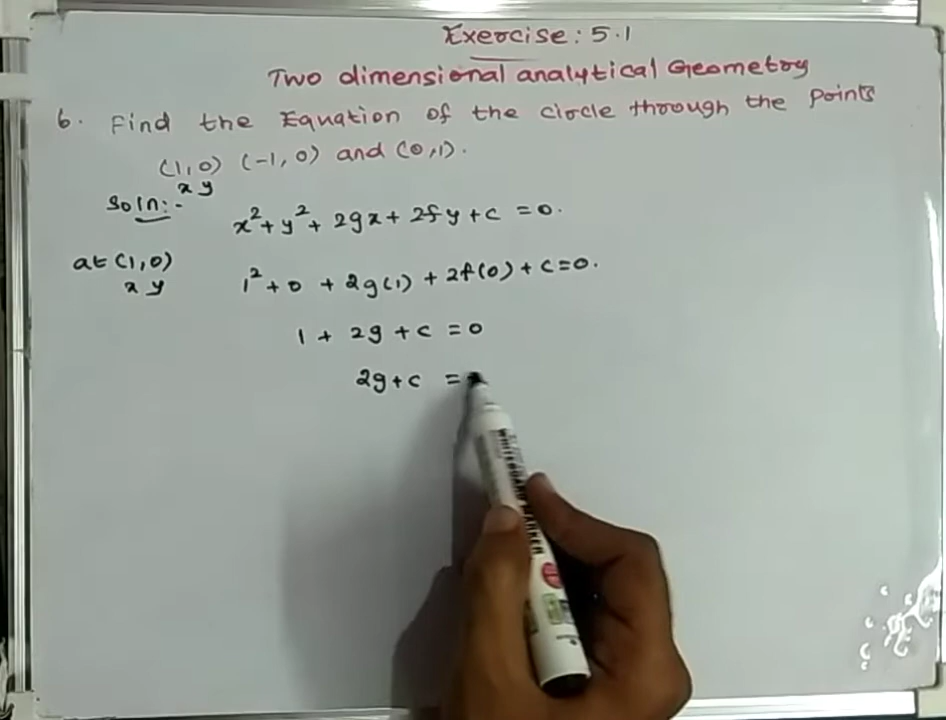 Exercise: 5.1
Two dimensional analytical Geometry
6. Find the Equation of the circle through the points
(1,0) (-1,0) and (0,1).
x y
Soln:-
x²+y²+2gx+2fy+c=0.
at (1,0) 1²+0+2g(1)+2f(0)+c=0.
x y
1+2g+c=0
2g+c=
WHITEBOARD MARKER